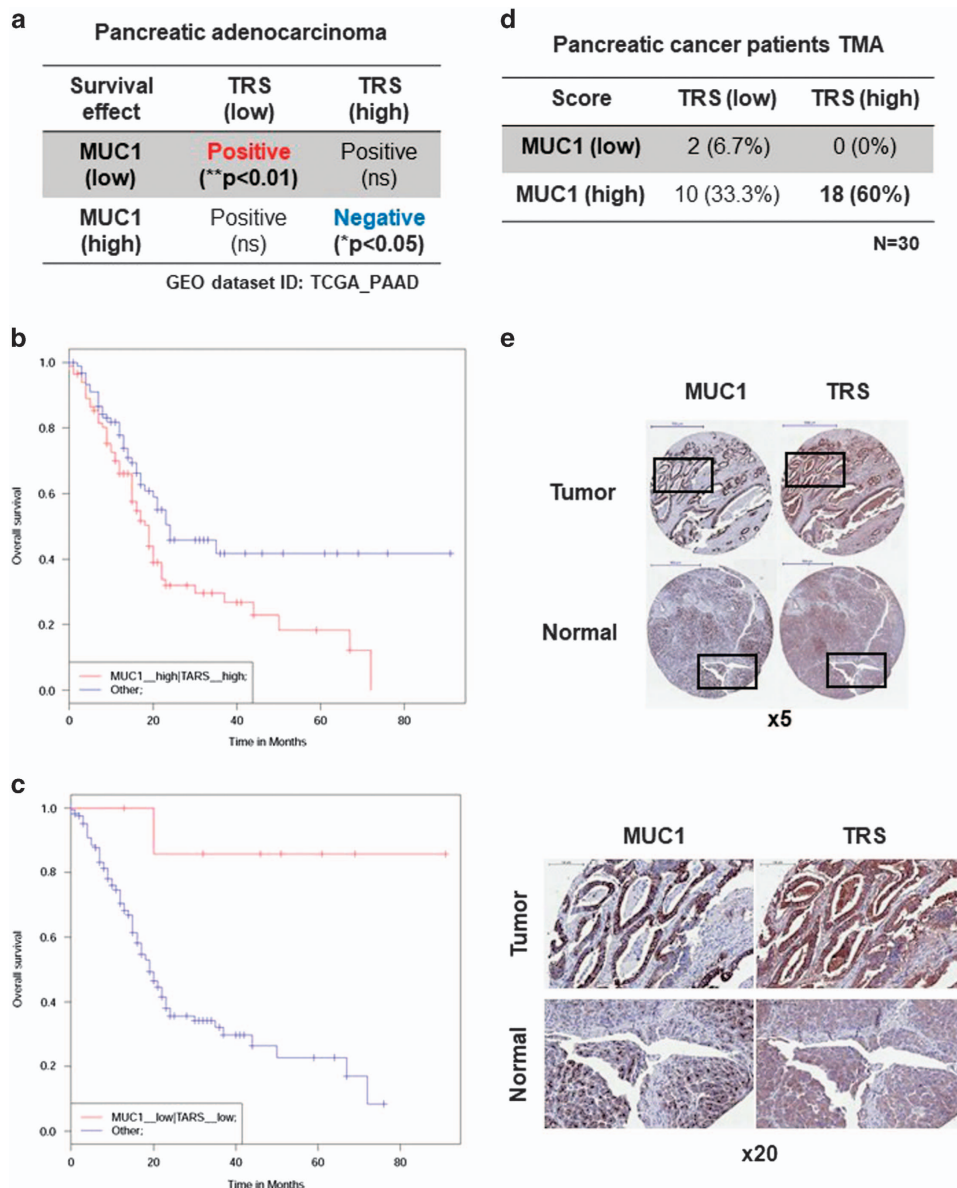 a
Pancreatic adenocarcinoma
Survival effect TRS (low) TRS (high)
MUC1 (low) Positive (**p<0.01) Positive (ns)
MUC1 (high) Positive (ns) Negative (*p<0.05)
GEO dataset ID: TCGA_PAAD
d
Pancreatic cancer patients TMA
Score TRS (low) TRS (high)
MUC1 (low) 2 (6.7%) 0 (0%)
MUC1 (high) 10 (33.3%) 18 (60%)
N=30
b
Overall survival
1.0
0.8
0.6
0.4
0.2
0.0
MUC1__high|TARS__high;
Other;
0 20 40 60 80
Time in Months
c
Overall survival
1.0
0.8
0.6
0.4
0.2
0.0
MUC1__low|TARS__low;
Other;
0 20 40 60 80
Time in Months
e
MUC1 TRS
Tumor
Normal
x5
MUC1 TRS
Tumor
Normal
x20